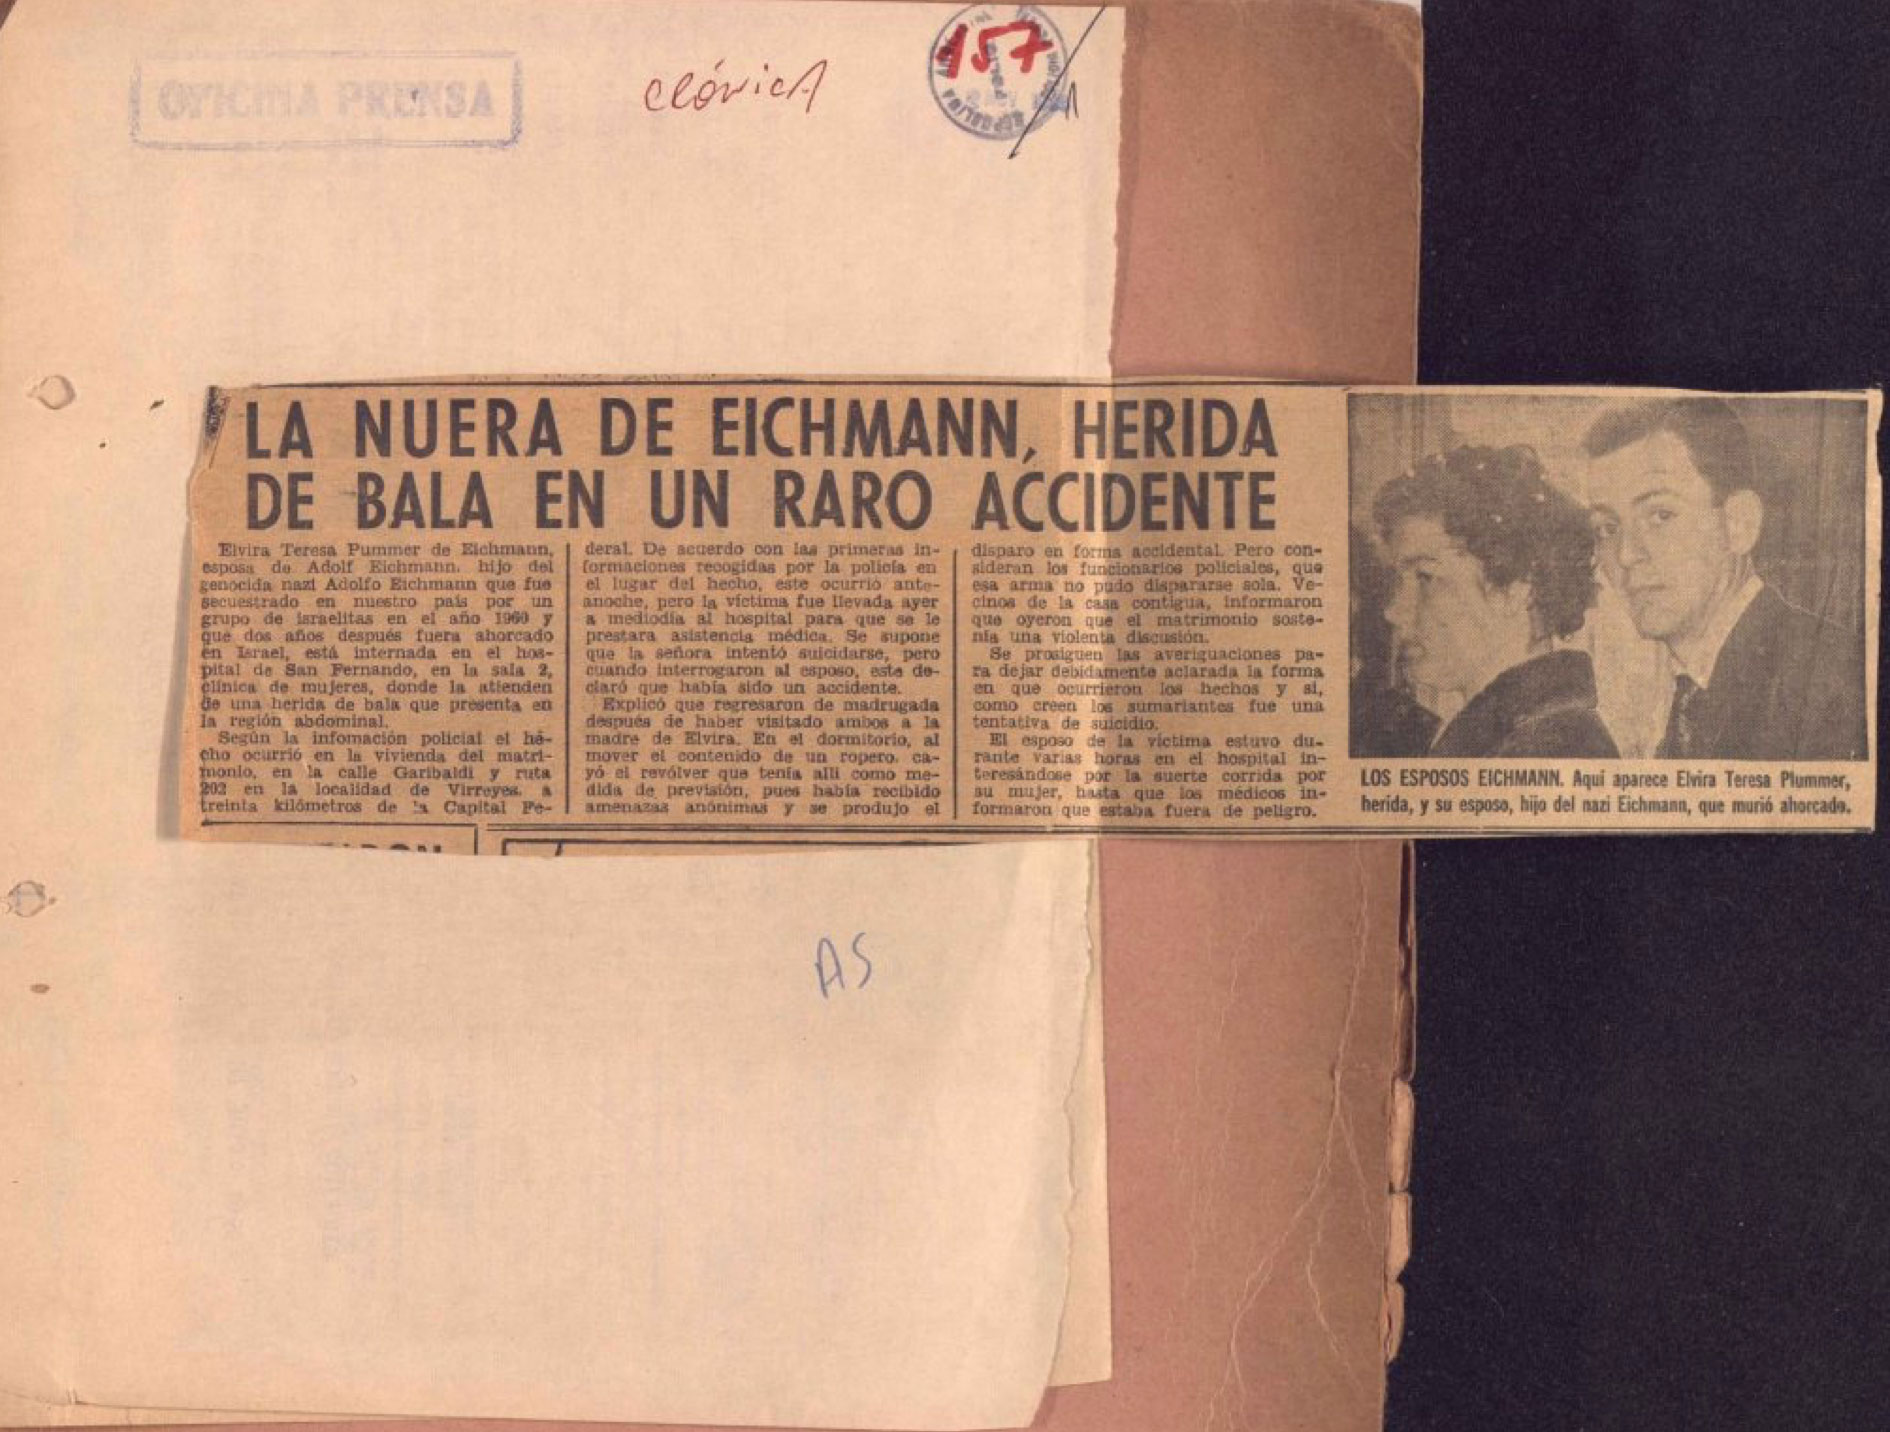 OFICINA PRENSA
CRÓNICA
157
LA NUERA DE EICHMANN, HERIDA
DE BALA EN UN RARO ACCIDENTE
Elvira Teresa Pummer de Eichmann,
esposa de Adolf Eichmann, hijo del
genocida nazi Adolfo Eichmann que fue
secuestrado en nuestro país por un
grupo de israelitas en el año 1960 y
que dos años después fuera ahorcado
en Israel, está internada en el hos-
pital de San Fernando, en la sala 2,
clínica de mujeres, donde la atienden
de una herida de bala que presenta en
la región abdominal.
Según la infomación policial el he-
cho ocurrió en la vivienda del matri-
monio, en la calle Garibaldi y ruta
202 en la localidad de Virreyes, a
treinta kilómetros de la Capital Fe-
deral. De acuerdo con las primeras in-
formaciones recogidas por la policía en
el lugar del hecho, este ocurrió ante-
anoche, pero la víctima fue llevada ayer
a mediodía al hospital para que se le
prestara asistencia médica. Se supone
que la señora intentó suicidarse, pero
cuando interrogaron al esposo, este de-
claró que había sido un accidente.
Explicó que regresaron de madrugada
después de haber visitado ambos a la
madre de Elvira. En el dormitorio, al
mover el contenido de un ropero, ca-
yó el revólver que tenía allí como me-
dida de previsión, pues había recibido
amenazas anónimas y se produjo el
disparo en forma accidental. Pero con-
sideran los funcionarios policiales, que
esa arma no pudo dispararse sola. Ve-
cinos de la casa contigua, informaron
que oyeron que el matrimonio soste-
nía una violenta discusión.
Se prosiguen las averiguaciones pa-
ra dejar debidamente aclarada la forma
en que ocurrieron los hechos y si,
como creen los sumariantes fue una
tentativa de suicidio.
El esposo de la víctima estuvo du-
rante varias horas en el hospital in-
teresándose por la suerte corrida por
su mujer, hasta que los médicos in-
formaron que estaba fuera de peligro.
LOS ESPOSOS EICHMANN. Aquí aparece Elvira Teresa Plummer,
herida, y su esposo, hijo del nazi Eichmann, que murió ahorcado.
AS